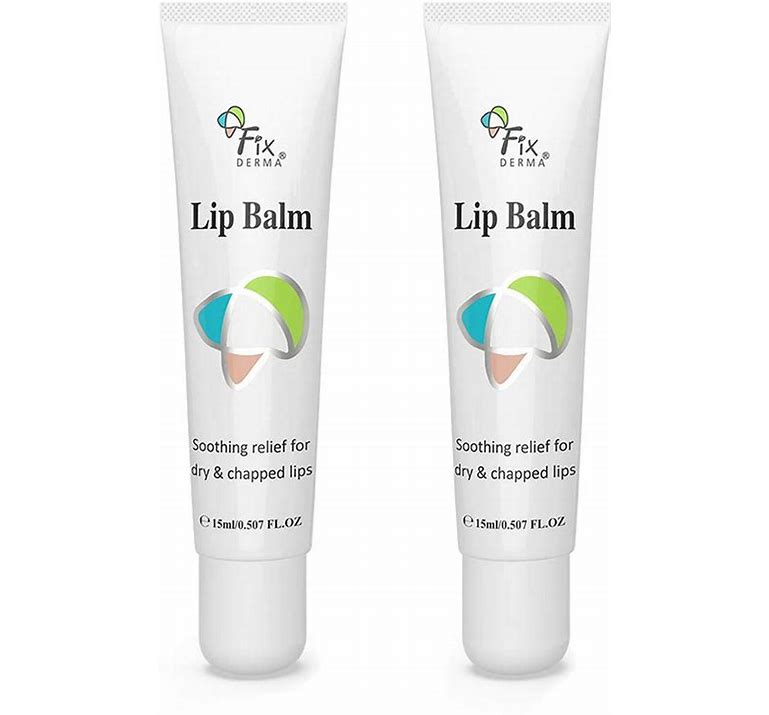 Fix
DERMA®
Lip Balm
Soothing relief for
dry & chapped lips
℮ 15ml/0.507 FL.OZ
Fix
DERMA®
Lip Balm
Soothing relief for
dry & chapped lips
℮ 15ml/0.507 FL.OZ